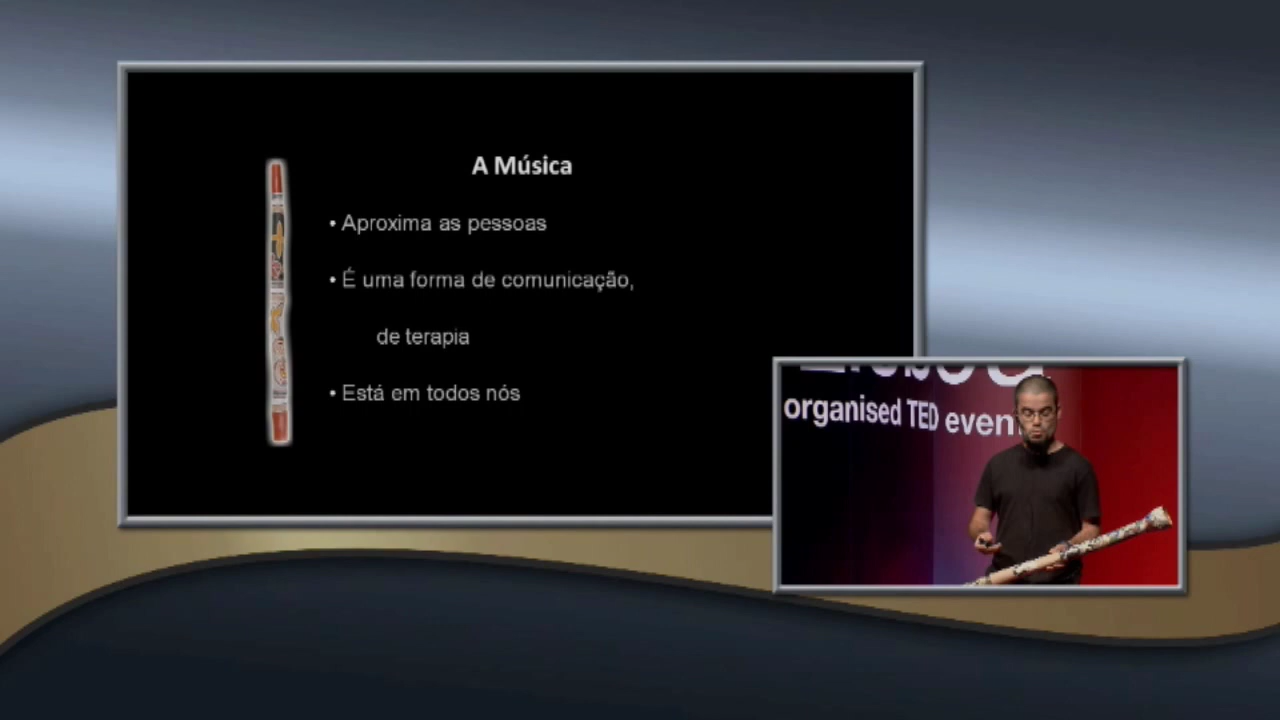 A Música
• Aproxima as pessoas
• É uma forma de comunicação,
de terapia
• Está em todos nós
organised TED even